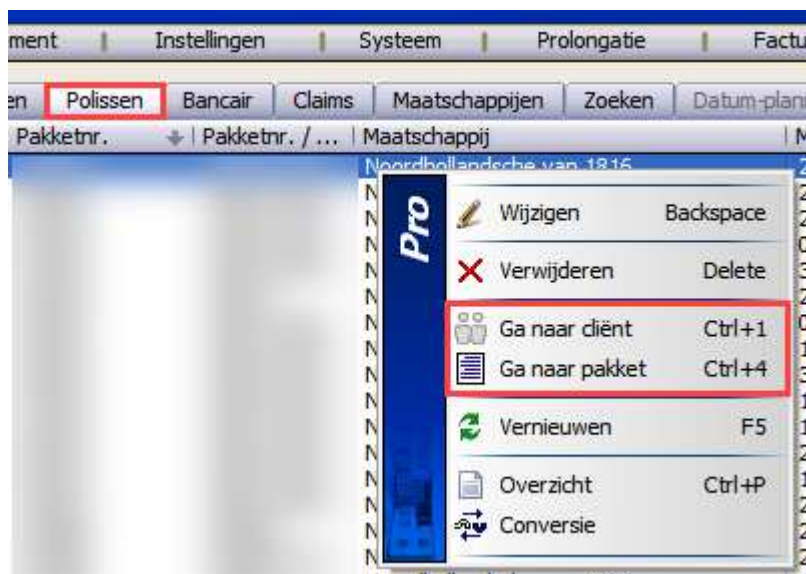 ment | Instellingen | Systeem | Prolongatie | Factu
en Polissen Bancair Claims Maatschappijen Zoeken Datum-plan
Pakketnr. Pakketnr. / ... Maatschappij
Noordhollandsche van 1816
Pro
Wijzigen Backspace
Verwijderen Delete
Ga naar cliënt Ctrl+1
Ga naar pakket Ctrl+4
Vernieuwen F5
Overzicht Ctrl+P
Conversie